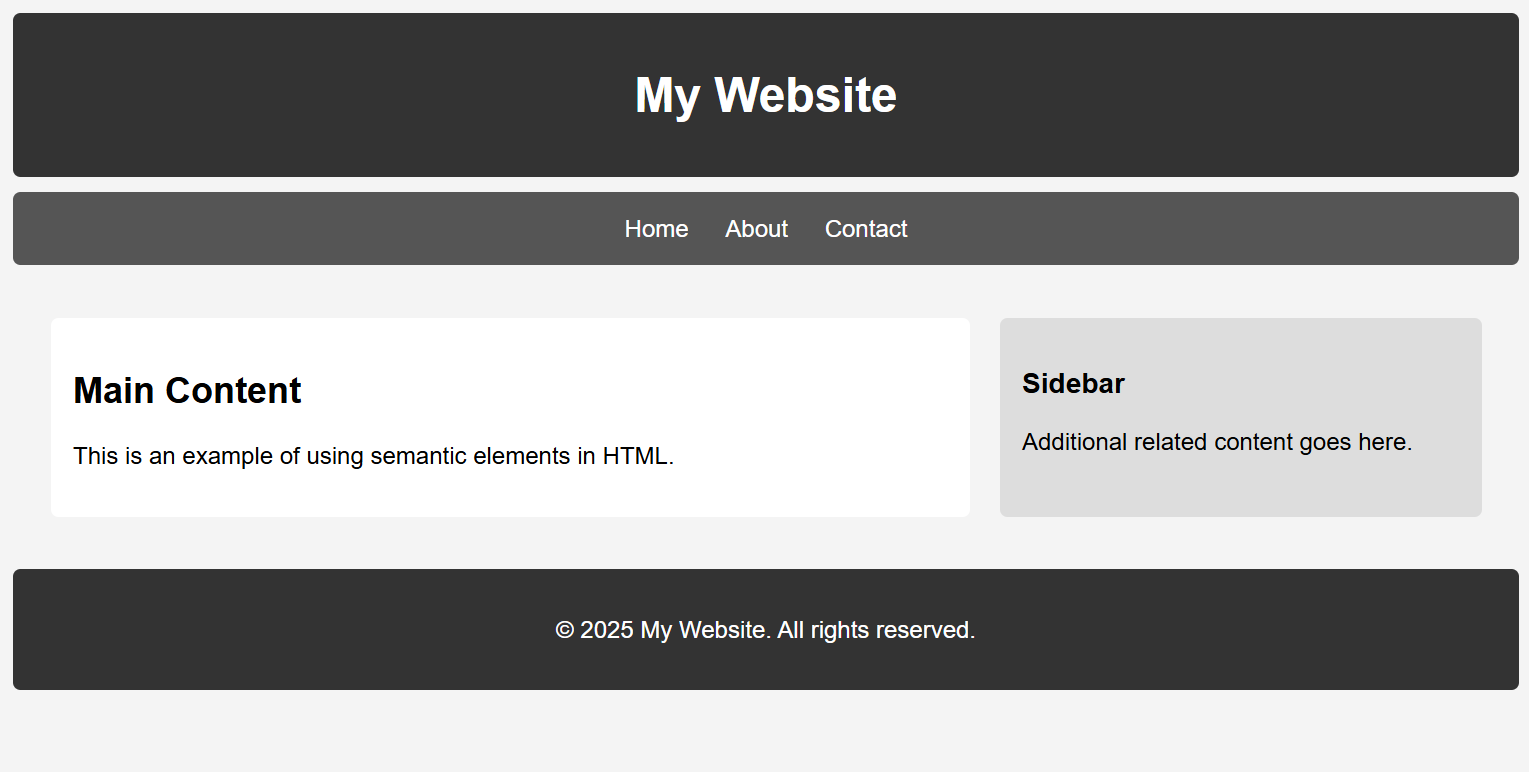 My Website
Home About Contact
Main Content
This is an example of using semantic elements in HTML.
Sidebar
Additional related content goes here.
© 2025 My Website. All rights reserved.